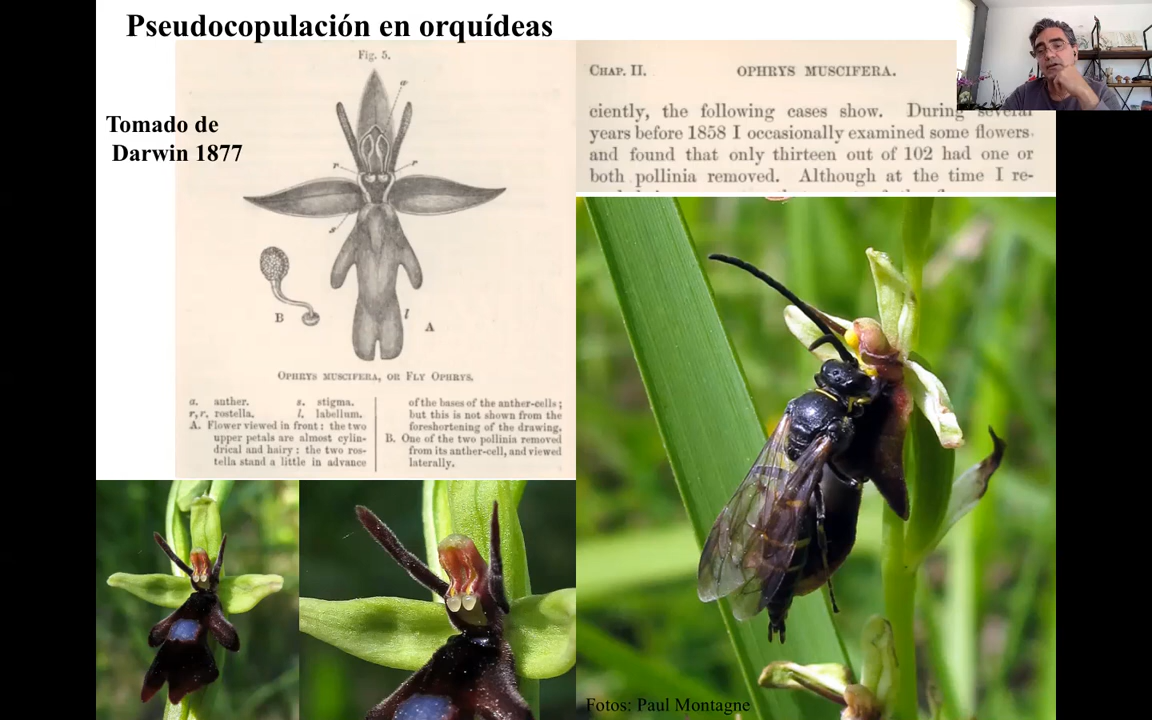 Pseudocopulación en orquídeas
Tomado de
Darwin 1877
Fig. 5.
a
r
r
s
B
l
A
OPHRYS MUSCIFERA, OR FLY OPHRYS.
a. anther.
s. stigma.
r, r. rostella.
l. labellum.
A. Flower viewed in front: the two
upper petals are almost cylin-
drical and hairy: the two ros-
tella stand a little in advance
of the bases of the anther-cells;
but this is not shown from the
foreshortening of the drawing.
B. One of the two pollinia removed
from its anther-cell, and viewed
laterally.
CHAP. II. OPHRYS MUSCIFERA.
ciently, the following cases show. During several
years before 1858 I occasionally examined some flowers,
and found that only thirteen out of 102 had one or
both pollinia removed. Although at the time I re-
Fotos: Paul Montagne